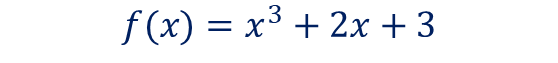 f(x) = x³ + 2x + 3